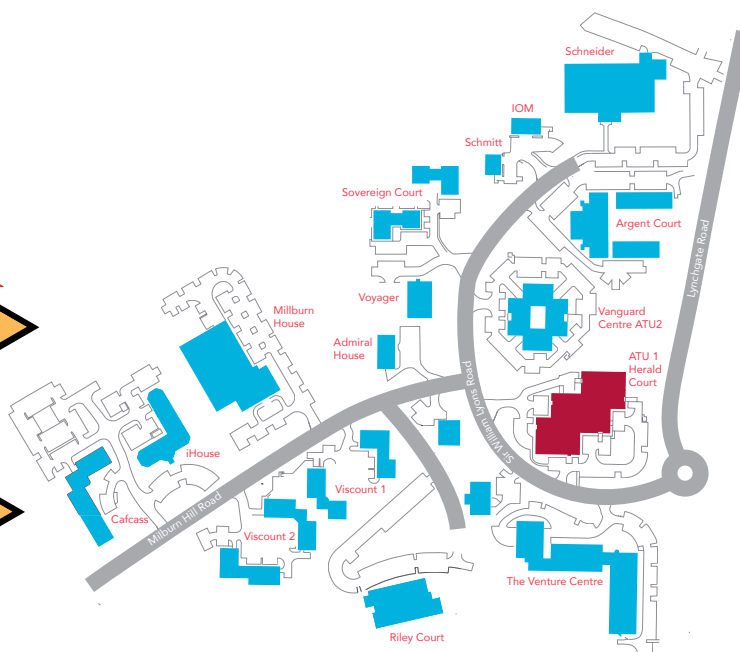 Schneider
IOM
Schmitt
Sovereign Court
Argent Court
Lynchgate Road
Voyager
Millburn
House
Vanguard
Centre ATU2
Admiral
House
ATU 1
Herald
Court
Sir William Lyons Road
iHouse
Viscount 1
Cafcass
Milburn Hill Road
Viscount 2
The Venture Centre
Riley Court